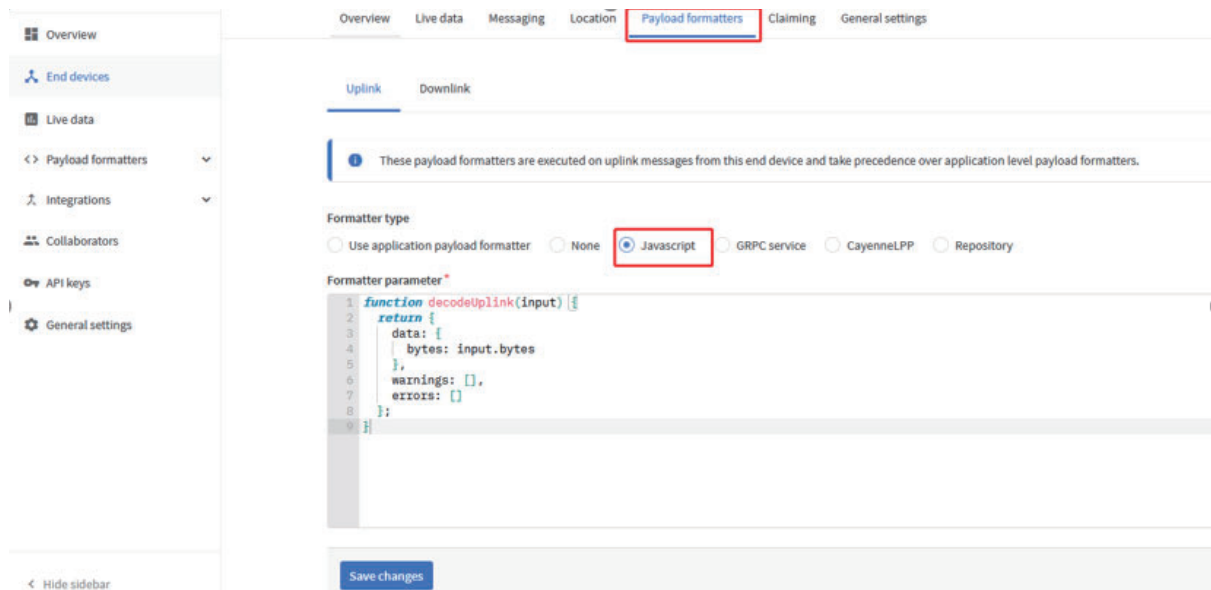 Overview
End devices
Live data
<> Payload formatters
Integrations
Collaborators
API keys
General settings
< Hide sidebar
Overview Live data Messaging Location Payload formatters Claiming General settings
Uplink Downlink
These payload formatters are executed on uplink messages from this end device and take precedence over application level payload formatters.
Formatter type
Use application payload formatter None Javascript GRPC service CayenneLPP Repository
Formatter parameter *
1 function decodeUplink(input) {
2 return {
3 data: {
4 bytes: input.bytes
5 },
6 warnings: [],
7 errors: []
8 };
9 }
Save changes